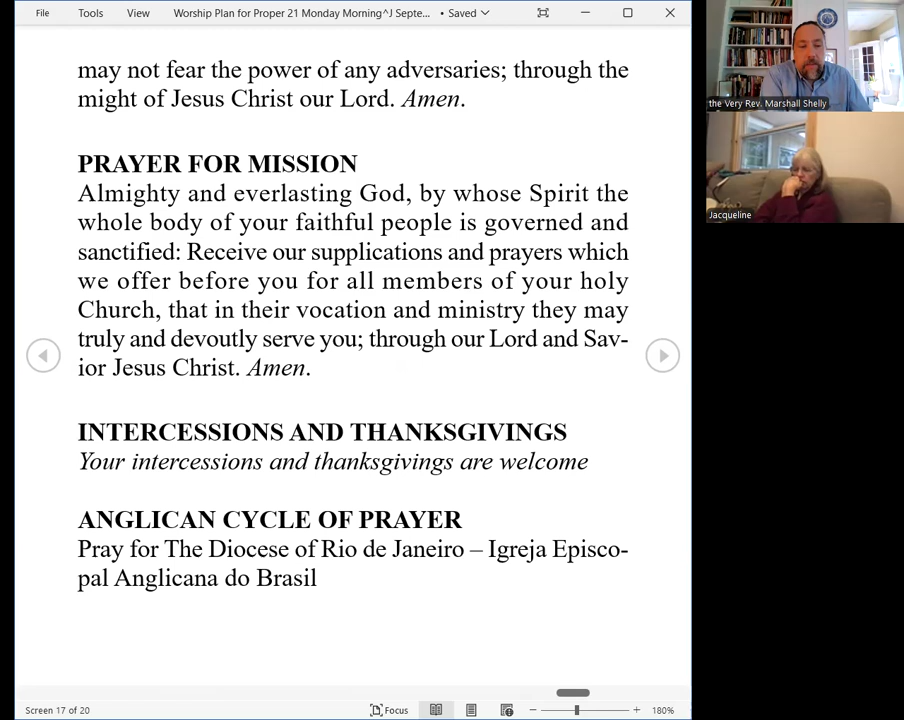 File Tools View Worship Plan for Proper 21 Monday Morning^J Septe... • Saved
may not fear the power of any adversaries; through the
might of Jesus Christ our Lord. Amen.
PRAYER FOR MISSION
Almighty and everlasting God, by whose Spirit the
whole body of your faithful people is governed and
sanctified: Receive our supplications and prayers which
we offer before you for all members of your holy
Church, that in their vocation and ministry they may
truly and devoutly serve you; through our Lord and Sav-
ior Jesus Christ. Amen.
INTERCESSIONS AND THANKSGIVINGS
Your intercessions and thanksgivings are welcome
ANGLICAN CYCLE OF PRAYER
Pray for The Diocese of Rio de Janeiro – Igreja Episco-
pal Anglicana do Brasil
Screen 17 of 20 Focus 180%
the Very Rev. Marshall Shelly
Jacqueline